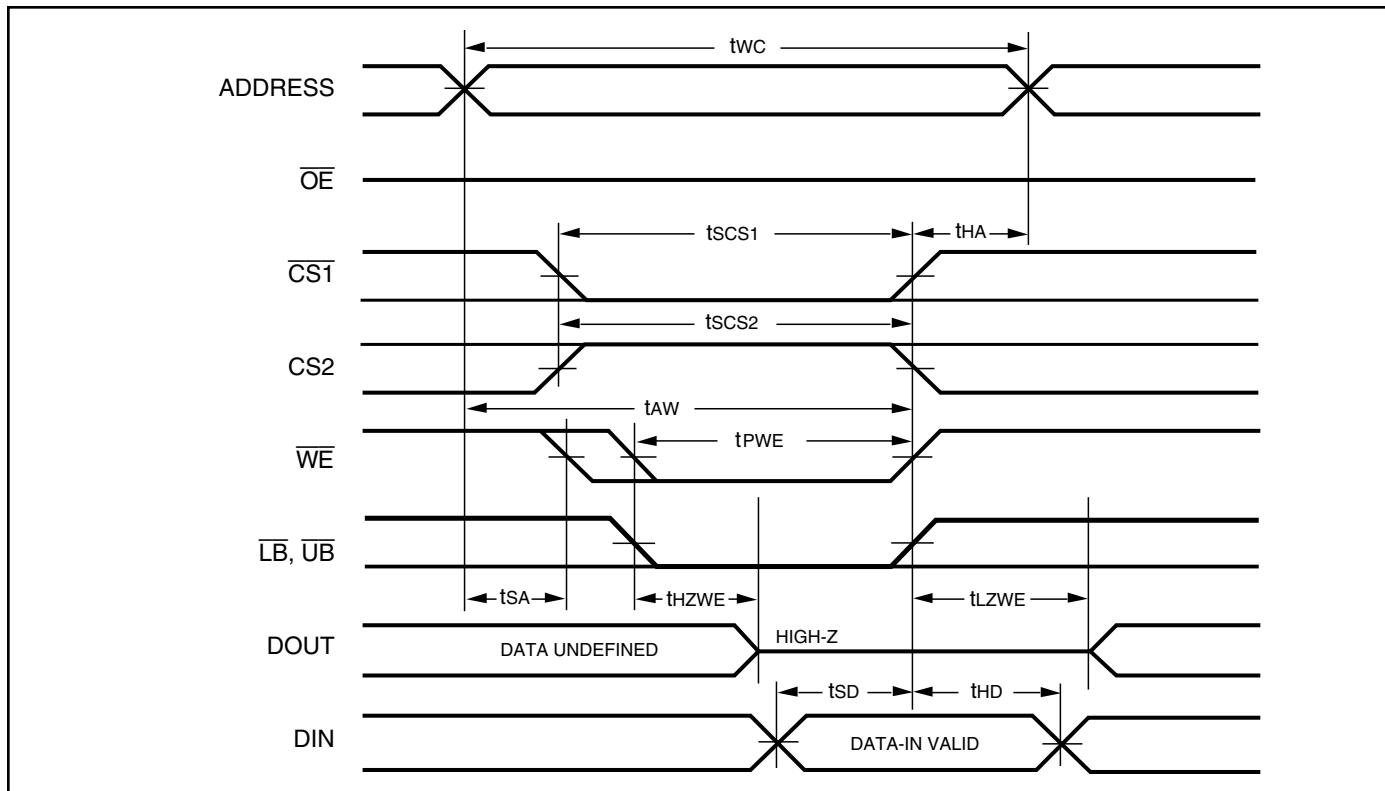 tWC
ADDRESS
OE
tSCS1
tHA
CS1
tSCS2
CS2
tAW
tPWE
WE
LB, UB
tSA
tHZWE
tLZWE
DOUT
DATA UNDEFINED
HIGH-Z
tSD
tHD
DIN
DATA-IN VALID